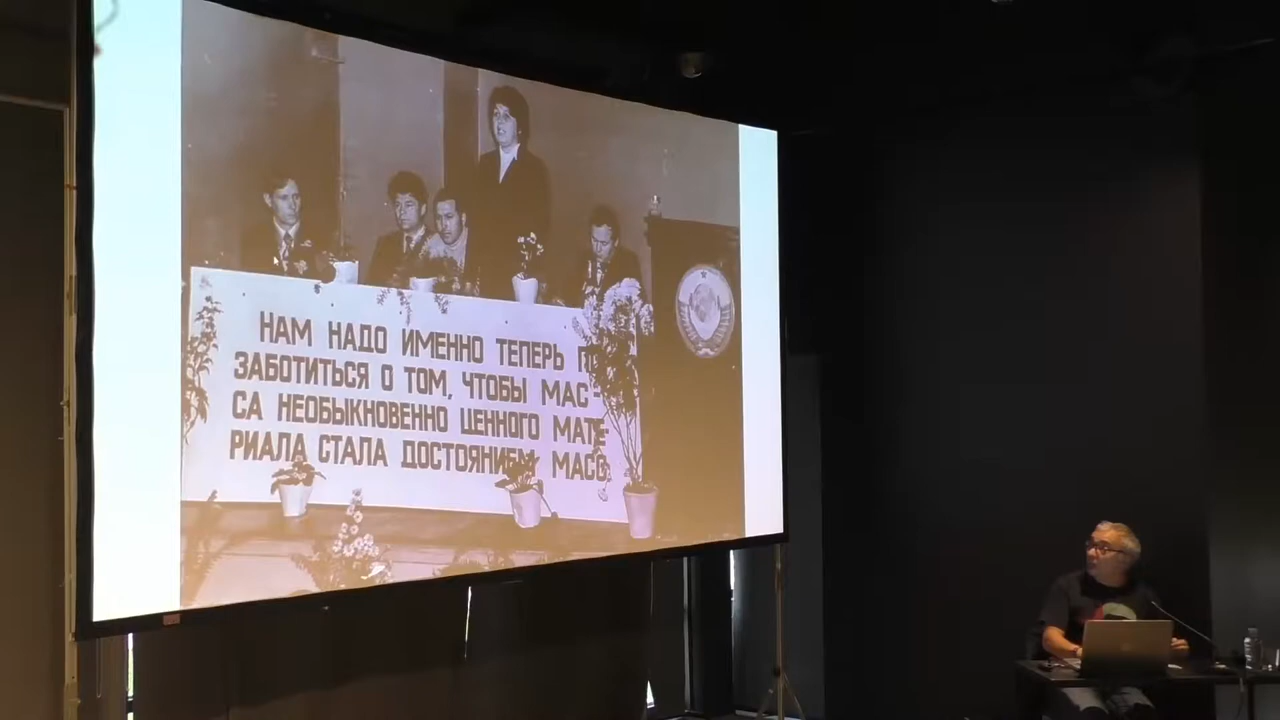 НАМ НАДО ИМЕННО ТЕПЕРЬ
ЗАБОТИТЬСЯ О ТОМ, ЧТОБЫ МАС-
СА НЕОБЫКНОВЕННО ЦЕННОГО МАТЕ-
РИАЛА СТАЛА ДОСТОЯНИЕМ МАСС